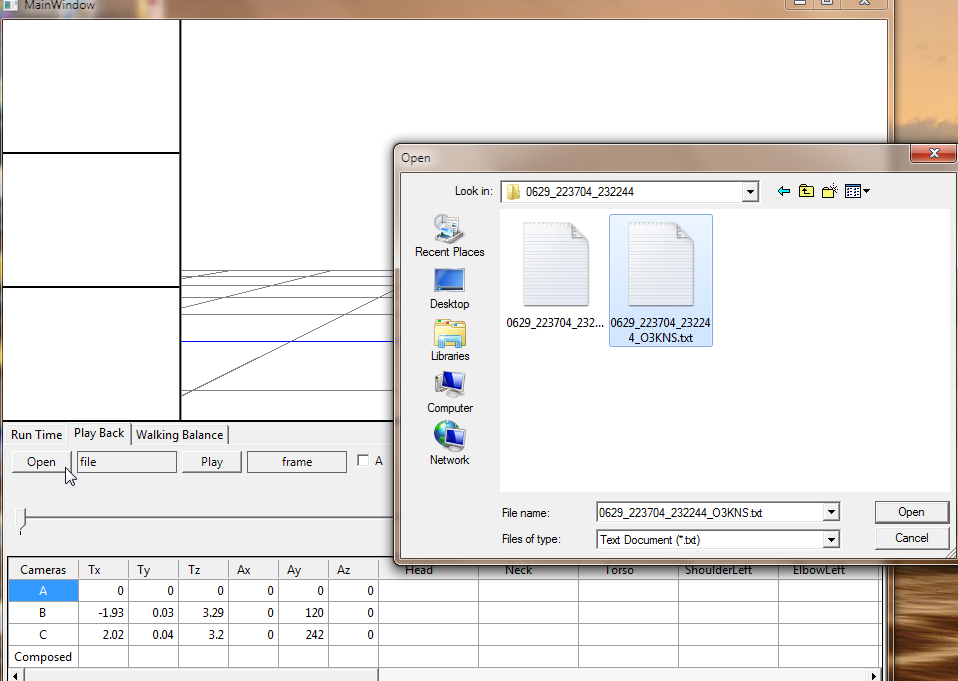 MainWindow
Open
Look in:
0629_223704_232244
Recent Places
Desktop
Libraries
Computer
Network
0629_223704_232...
0629_223704_23224
4_O3KNS.txt
File name:
0629_223704_232244_O3KNS.txt
Open
Files of type:
Text Document (*.txt)
Cancel
Run Time Play Back Walking Balance
Open file Play frame A
Cameras Tx Ty Tz Ax Ay Az Head Neck Torso ShoulderLeft ElbowLeft
A 0 0 0 0 0 0
B -1.93 0.03 3.29 0 120 0
C 2.02 0.04 3.2 0 242 0
Composed